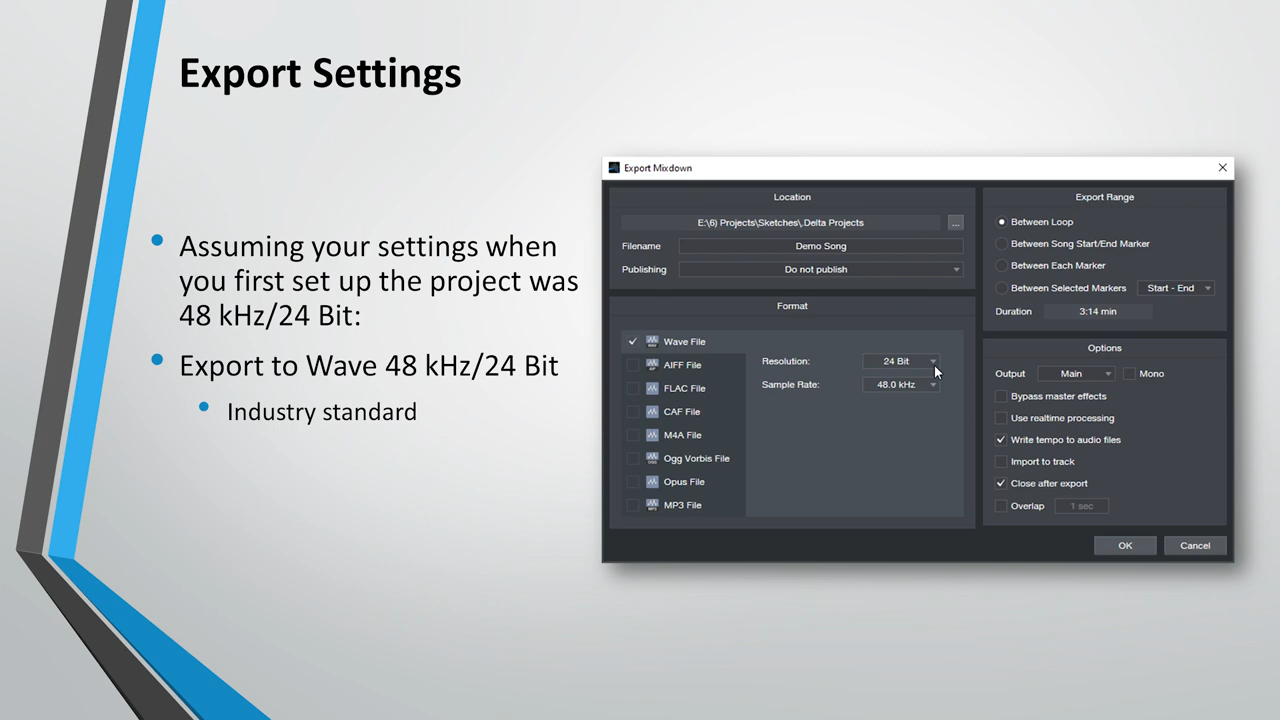 Export Settings
Assuming your settings when
you first set up the project was
48 kHz/24 Bit:
Export to Wave 48 kHz/24 Bit
Industry standard
Export Mixdown
Location
E:\6) Projects\Sketches\.Delta Projects
...
Filename
Demo Song
Publishing
Do not publish
Format
Wave File
AIFF File
FLAC File
CAF File
M4A File
Ogg Vorbis File
Opus File
MP3 File
Resolution:
24 Bit
Sample Rate:
48.0 kHz
Export Range
Between Loop
Between Song Start/End Marker
Between Each Marker
Between Selected Markers
Start - End
Duration
3:14 min
Options
Output
Main
Mono
Bypass master effects
Use realtime processing
Write tempo to audio files
Import to track
Close after export
Overlap
1 sec
OK
Cancel